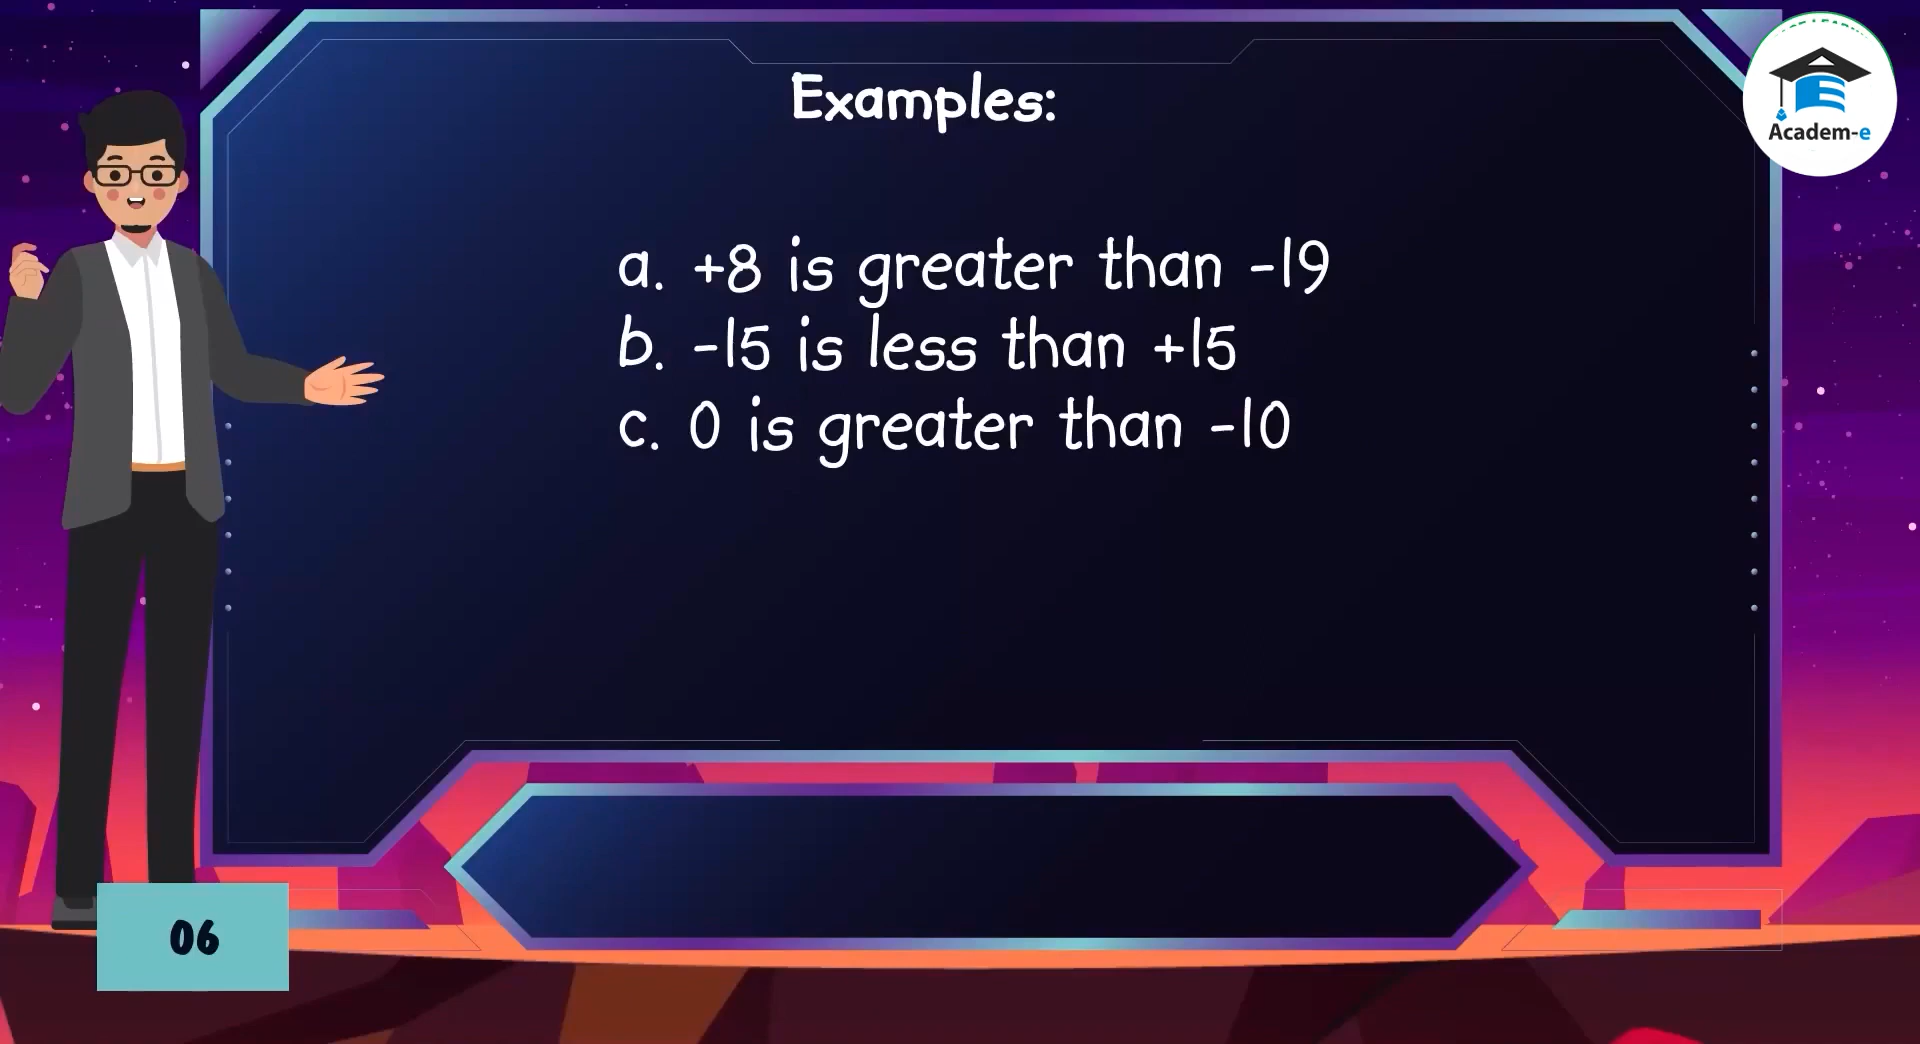 Examples:
Academ-e
a. +8 is greater than -19
b. -15 is less than +15
c. 0 is greater than -10
06